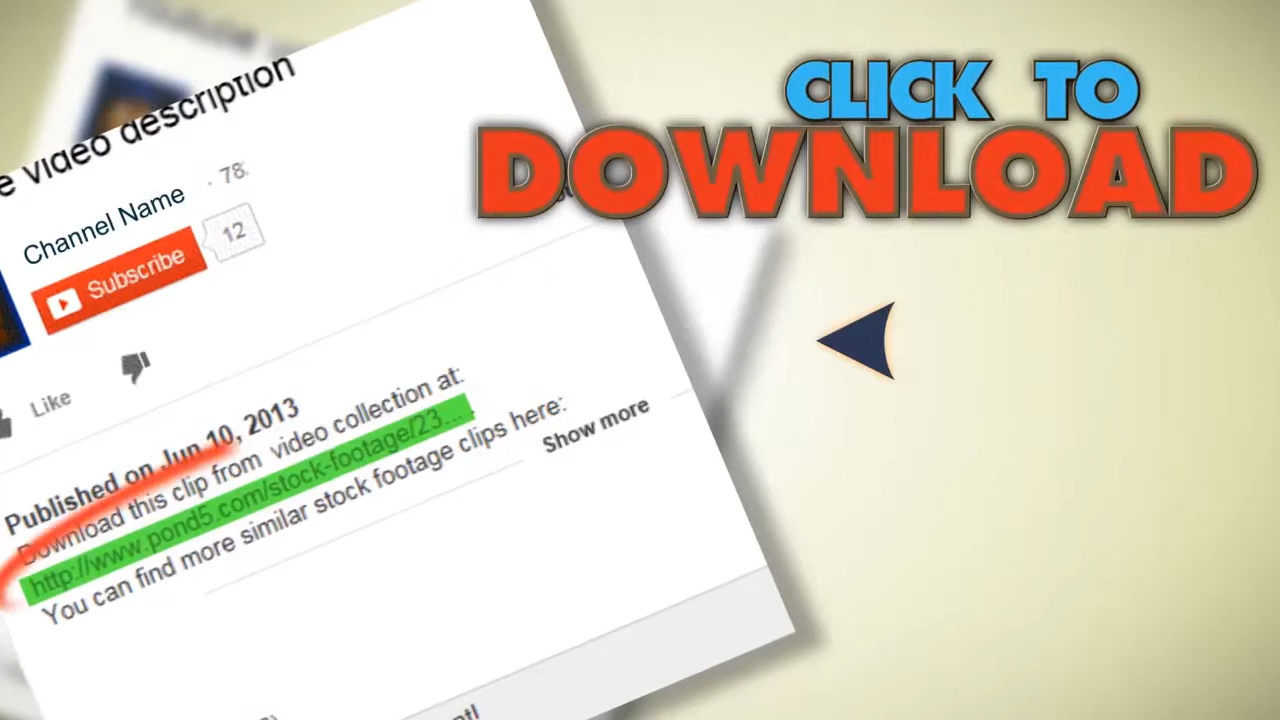 CLICK TO
DOWNLOAD
e video description
Channel Name
· 78
Subscribe
12
Like
Published on Jun 10, 2013
Download this clip from video collection at:
http://www.pond5.com/stock-footage/23...
You can find more similar stock footage clips here:
Show more